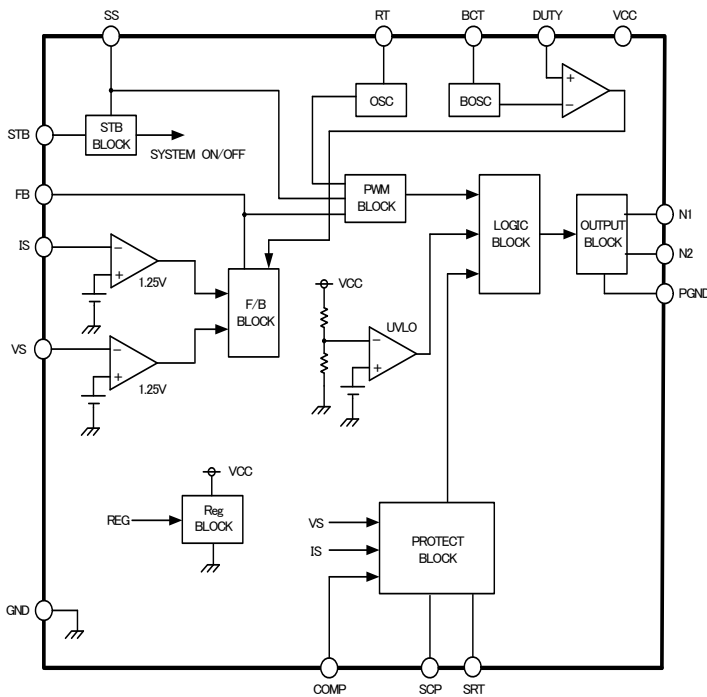 SS
RT
BCT
DUTY
VCC
STB
STB
BLOCK
SYSTEM ON/OFF
OSC
BOSC
+
−
FB
PWM
BLOCK
LOGIC
BLOCK
OUTPUT
BLOCK
N1
N2
PGND
IS
−
+
1.25V
F/B
BLOCK
VCC
UVLO
−
+
VS
−
+
1.25V
VCC
REG
Reg
BLOCK
VS
IS
PROTECT
BLOCK
GND
COMP
SCP
SRT